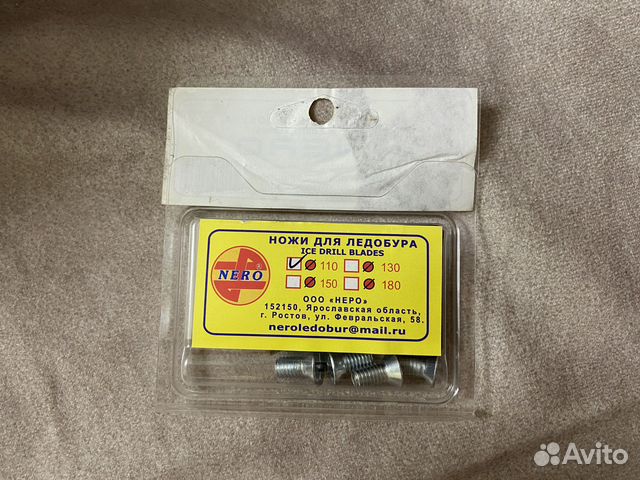 НОЖИ ДЛЯ ЛЕДОБУРА
ICE DRILL BLADES
NERO ®
110 130
150 180
ООО «НЕРО»
152150, Ярославская область,
г. Ростов, ул. Февральская, 58.
neroledobur@mail.ru
Avito